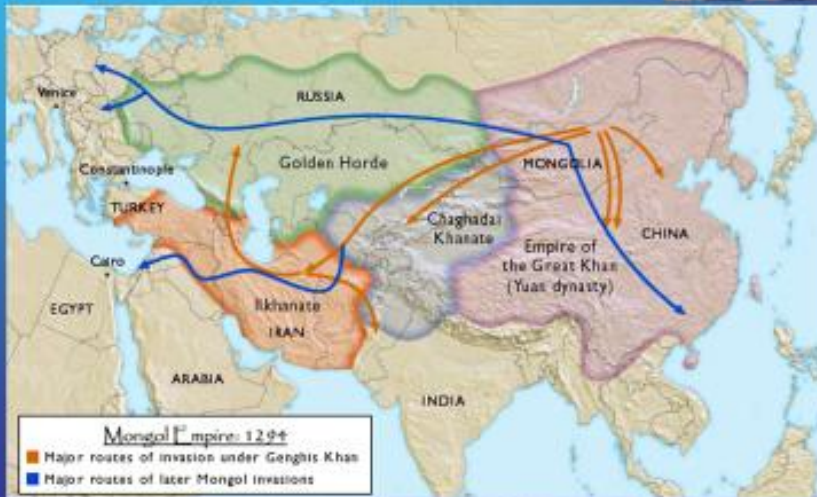 RUSSIA
Venice
Golden Horde
MONGOLIA
Constantinople
TURKEY
Chaghadai
Khanate
CHINA
Empire of
the Great Khan
(Yuan dynasty)
Cairo
Ilkhanate
EGYPT
IRAN
ARABIA
INDIA
Mongol Empire: 1294
Major routes of invasion under Genghis Khan
Major routes of later Mongol invasions